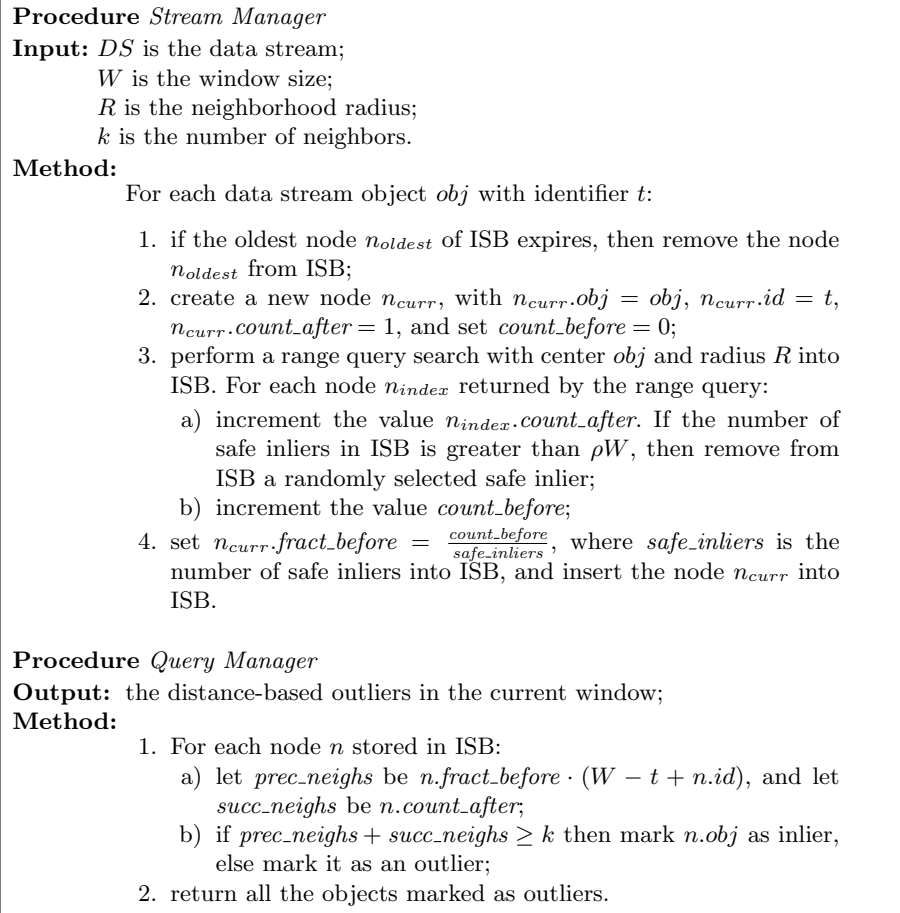 Procedure Stream Manager
Input: DS is the data stream;
W is the window size;
R is the neighborhood radius;
k is the number of neighbors.
Method:
For each data stream object obj with identifier t:
1. if the oldest node n_oldest of ISB expires, then remove the node
n_oldest from ISB;
2. create a new node n_curr, with n_curr.obj = obj, n_curr.id = t,
n_curr.count_after = 1, and set count_before = 0;
3. perform a range query search with center obj and radius R into
ISB. For each node n_index returned by the range query:
a) increment the value n_index.count_after. If the number of
safe inliers in ISB is greater than ρW, then remove from
ISB a randomly selected safe inlier;
b) increment the value count_before;
4. set n_curr.fract_before = count_before/safe_inliers, where safe_inliers is the
number of safe inliers into ISB, and insert the node n_curr into
ISB.
Procedure Query Manager
Output: the distance-based outliers in the current window;
Method:
1. For each node n stored in ISB:
a) let prec_neighs be n.fract_before · (W − t + n.id), and let
succ_neighs be n.count_after;
b) if prec_neighs + succ_neighs ≥ k then mark n.obj as inlier,
else mark it as an outlier;
2. return all the objects marked as outliers.